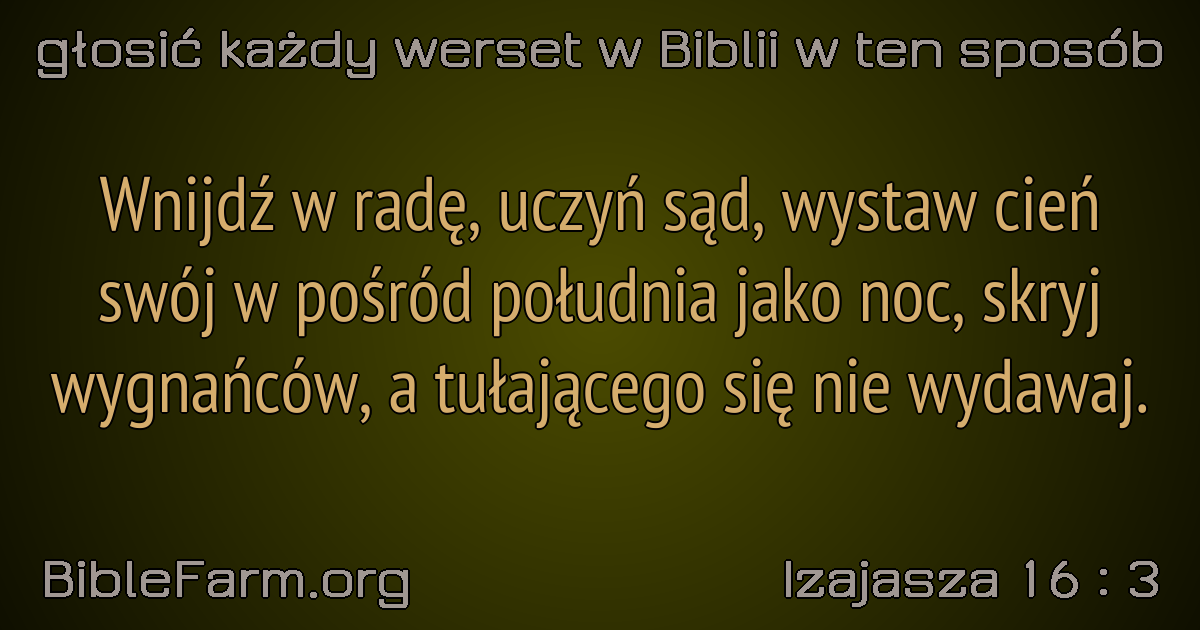 głosić każdy werset w Biblii w ten sposób
Wnijdź w radę, uczyń sąd, wystaw cień
swój w pośród południa jako noc, skryj
wygnańców, a tułającego się nie wydawaj.
BibleFarm.org
Izajasza 16 : 3